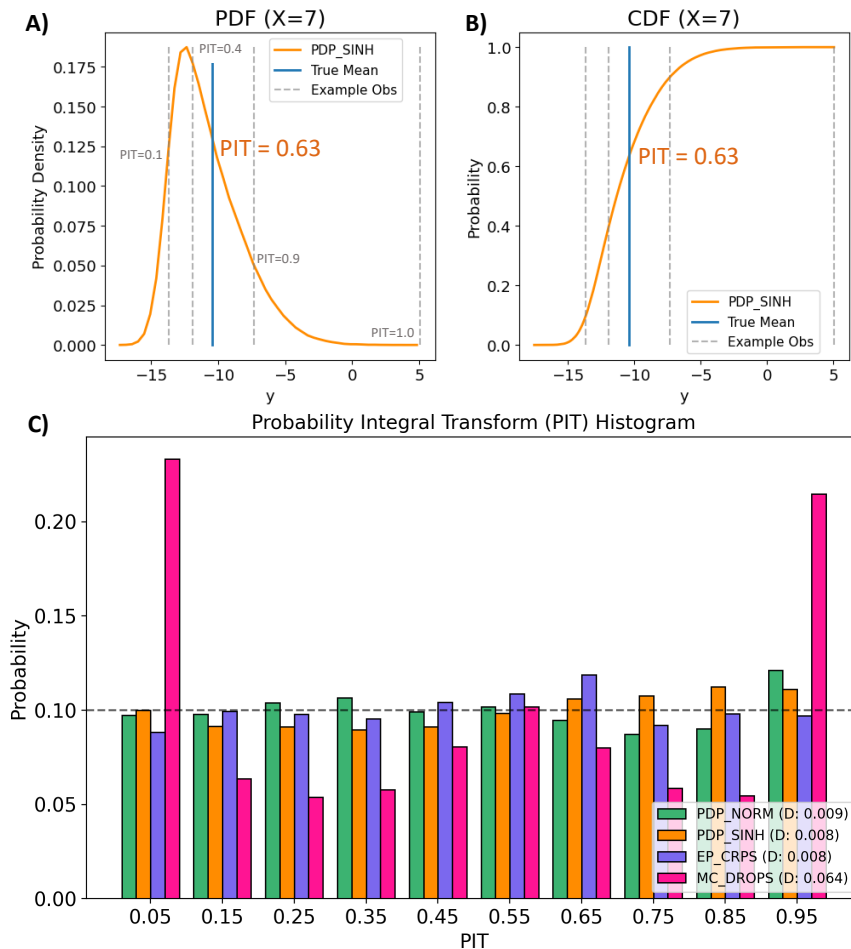 A)
PDF (X=7)
PIT=0.4
PDP_SINH
True Mean
Example Obs
PIT=0.1
PIT = 0.63
PIT=0.9
PIT=1.0
Probability Density
0.175
0.150
0.125
0.100
0.075
0.050
0.025
0.000
−15
−10
−5
0
5
y
B)
CDF (X=7)
PIT = 0.63
PDP_SINH
True Mean
Example Obs
Probability
1.0
0.8
0.6
0.4
0.2
0.0
−15
−10
−5
0
5
y
C)
Probability Integral Transform (PIT) Histogram
Probability
0.20
0.15
0.10
0.05
0.00
PDP_NORM (D: 0.009)
PDP_SINH (D: 0.008)
EP_CRPS (D: 0.008)
MC_DROPS (D: 0.064)
0.05
0.15
0.25
0.35
0.45
0.55
0.65
0.75
0.85
0.95
PIT